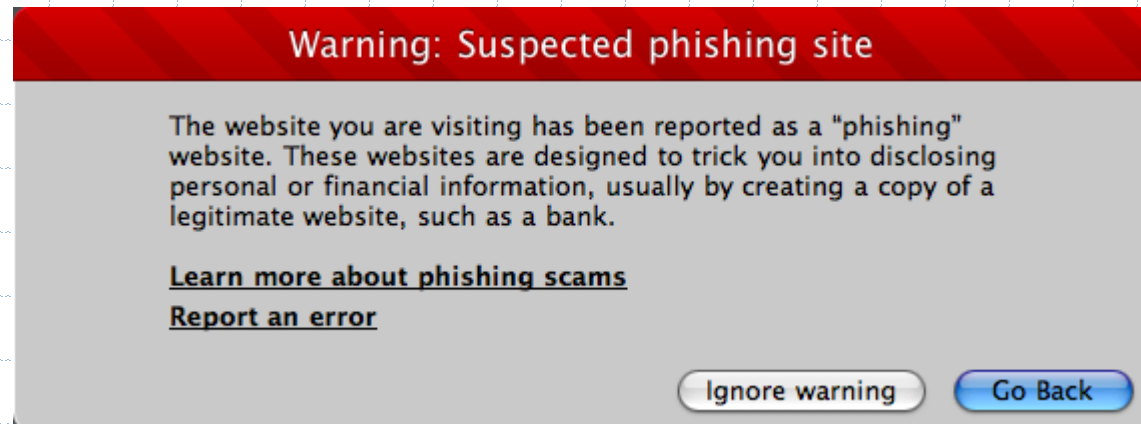 Warning: Suspected phishing site
The website you are visiting has been reported as a “phishing”
website. These websites are designed to trick you into disclosing
personal or financial information, usually by creating a copy of a
legitimate website, such as a bank.
Learn more about phishing scams
Report an error
Ignore warning
Go Back